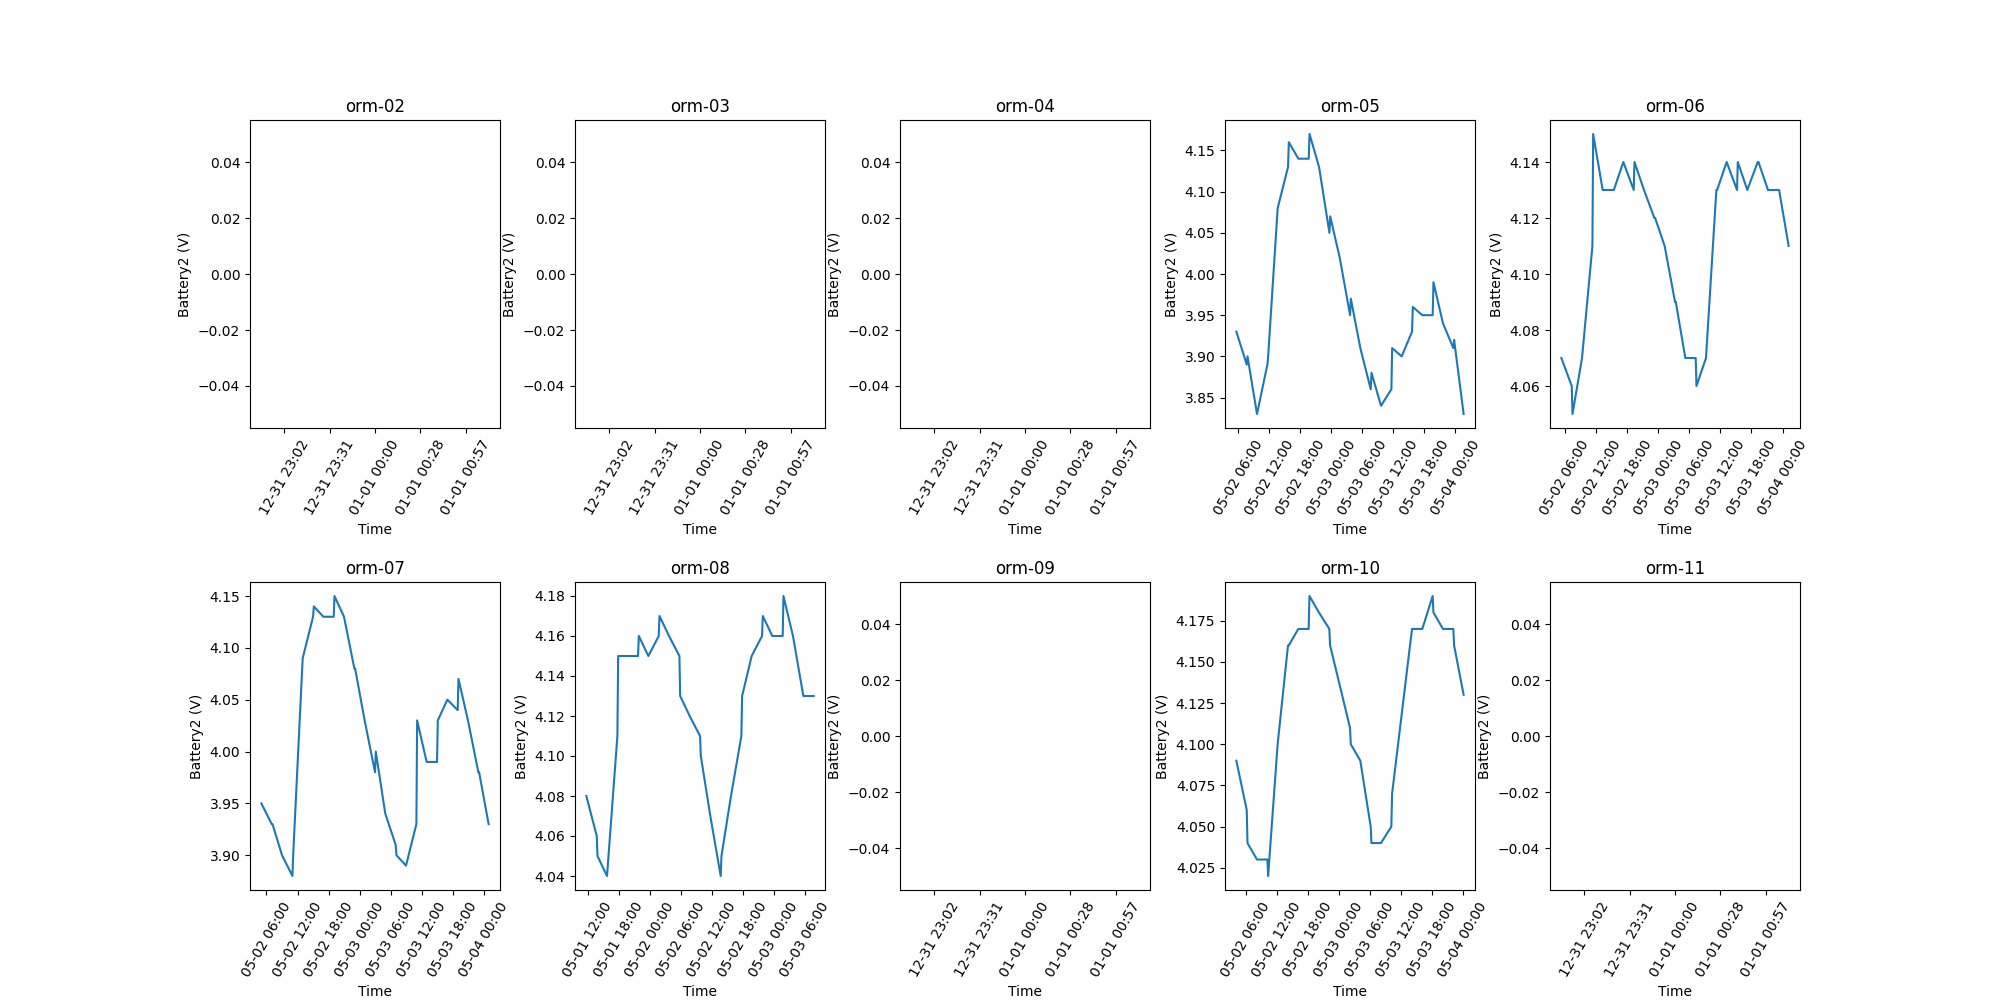 orm-02 orm-03 orm-04 orm-05 orm-06
0.04 0.02 0.00 −0.02 −0.04
Battery2 (V)
12-31 23:02 12-31 23:31 01-01 00:00 01-01 00:28 01-01 00:57
Time
0.04 0.02 0.00 −0.02 −0.04
Battery2 (V)
12-31 23:02 12-31 23:31 01-01 00:00 01-01 00:28 01-01 00:57
Time
0.04 0.02 0.00 −0.02 −0.04
Battery2 (V)
12-31 23:02 12-31 23:31 01-01 00:00 01-01 00:28 01-01 00:57
Time
4.15 4.10 4.05 4.00 3.95 3.90 3.85
Battery2 (V)
05-02 06:00 05-02 12:00 05-02 18:00 05-03 00:00 05-03 06:00 05-03 12:00 05-03 18:00 05-04 00:00
Time
4.14 4.12 4.10 4.08 4.06
Battery2 (V)
05-02 06:00 05-02 12:00 05-02 18:00 05-03 00:00 05-03 06:00 05-03 12:00 05-03 18:00 05-04 00:00
Time
orm-07 orm-08 orm-09 orm-10 orm-11
4.15 4.10 4.05 4.00 3.95 3.90
Battery2 (V)
05-02 06:00 05-02 12:00 05-02 18:00 05-03 00:00 05-03 06:00 05-03 12:00 05-03 18:00 05-04 00:00
Time
4.18 4.16 4.14 4.12 4.10 4.08 4.06 4.04
Battery2 (V)
05-01 12:00 05-01 18:00 05-02 00:00 05-02 06:00 05-02 12:00 05-02 18:00 05-03 00:00 05-03 06:00
Time
0.04 0.02 0.00 −0.02 −0.04
Battery2 (V)
12-31 23:02 12-31 23:31 01-01 00:00 01-01 00:28 01-01 00:57
Time
4.175 4.150 4.125 4.100 4.075 4.050 4.025
Battery2 (V)
05-02 06:00 05-02 12:00 05-02 18:00 05-03 00:00 05-03 06:00 05-03 12:00 05-03 18:00 05-04 00:00
Time
0.04 0.02 0.00 −0.02 −0.04
Battery2 (V)
12-31 23:02 12-31 23:31 01-01 00:00 01-01 00:28 01-01 00:57
Time